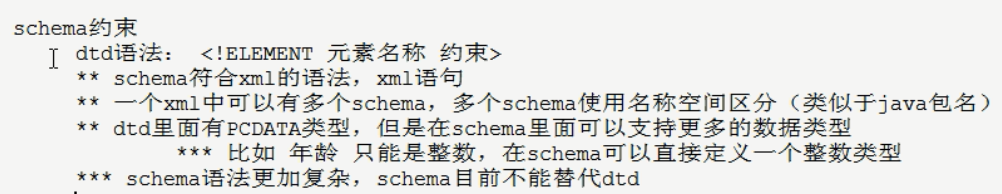 schema约束
dtd语法： <!ELEMENT 元素名称 约束>
** schema符合xml的语法，xml语句
** 一个xml中可以有多个schema，多个schema使用名称空间区分（类似于java包名）
** dtd里面有PCDATA类型，但是在schema里面可以支持更多的数据类型
*** 比如 年龄 只能是整数，在schema可以直接定义一个整数类型
*** schema语法更加复杂，schema目前不能替代dtd